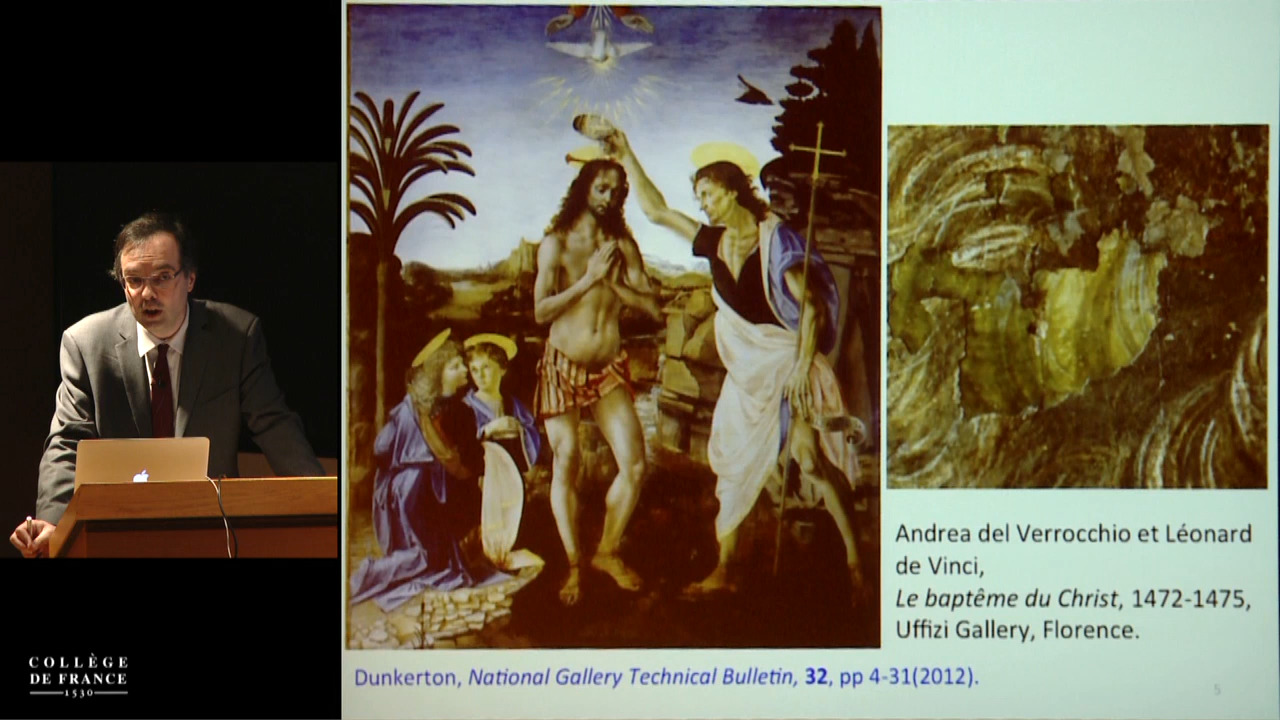 COLLÈGE
DE FRANCE
1530
Andrea del Verrocchio et Léonard
de Vinci,
Le baptême du Christ, 1472-1475,
Uffizi Gallery, Florence.
Dunkerton, National Gallery Technical Bulletin, 32, pp 4-31(2012).
5